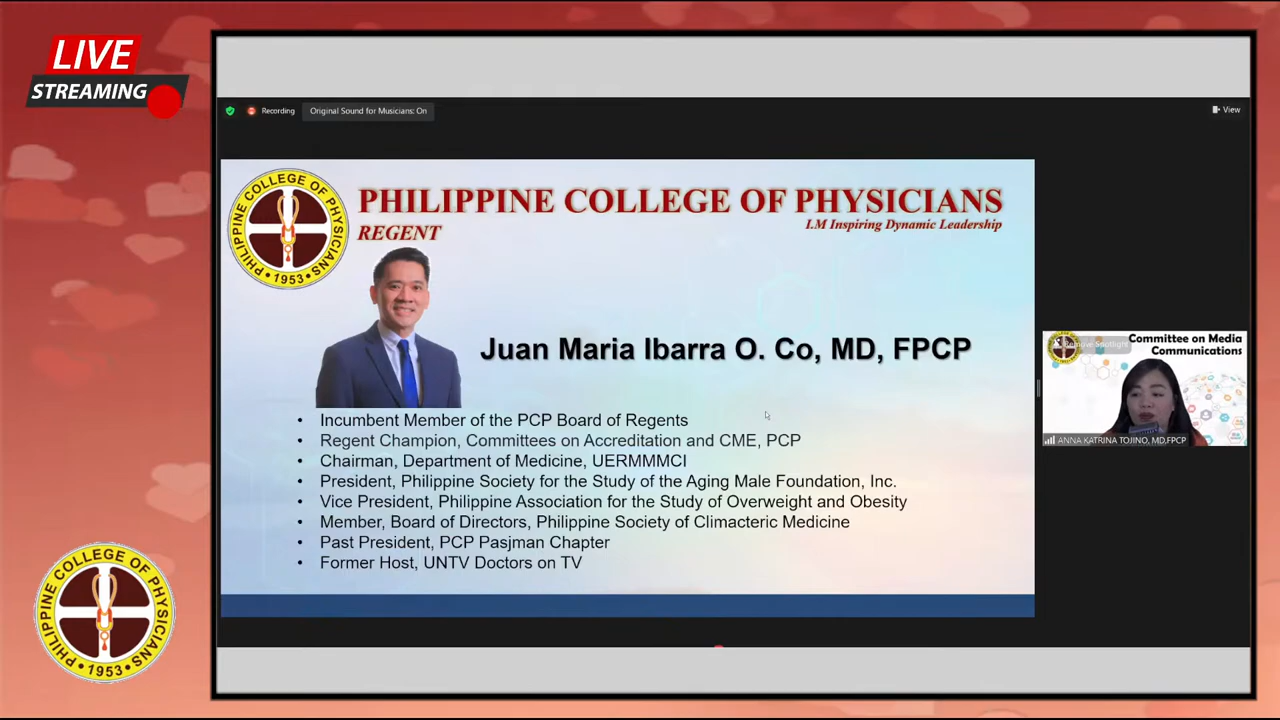 LIVE
STREAMING
Recording
Original Sound for Musicians: On
View
PHILIPPINE COLLEGE OF PHYSICIANS
REGENT
I.M Inspiring Dynamic Leadership
PHILIPPINE COLLEGE OF PHYSICIANS
• 1953 •
Juan Maria Ibarra O. Co, MD, FPCP
• Incumbent Member of the PCP Board of Regents
• Regent Champion, Committees on Accreditation and CME, PCP
• Chairman, Department of Medicine, UERMMMCI
• President, Philippine Society for the Study of the Aging Male Foundation, Inc.
• Vice President, Philippine Association for the Study of Overweight and Obesity
• Member, Board of Directors, Philippine Society of Climacteric Medicine
• Past President, PCP Pasjman Chapter
• Former Host, UNTV Doctors on TV
Remove Spotlight
Committee on Media
Communications
ANNA KATRINA TOJINO, MD,FPCP
PHILIPPINE COLLEGE OF PHYSICIANS
• 1953 •